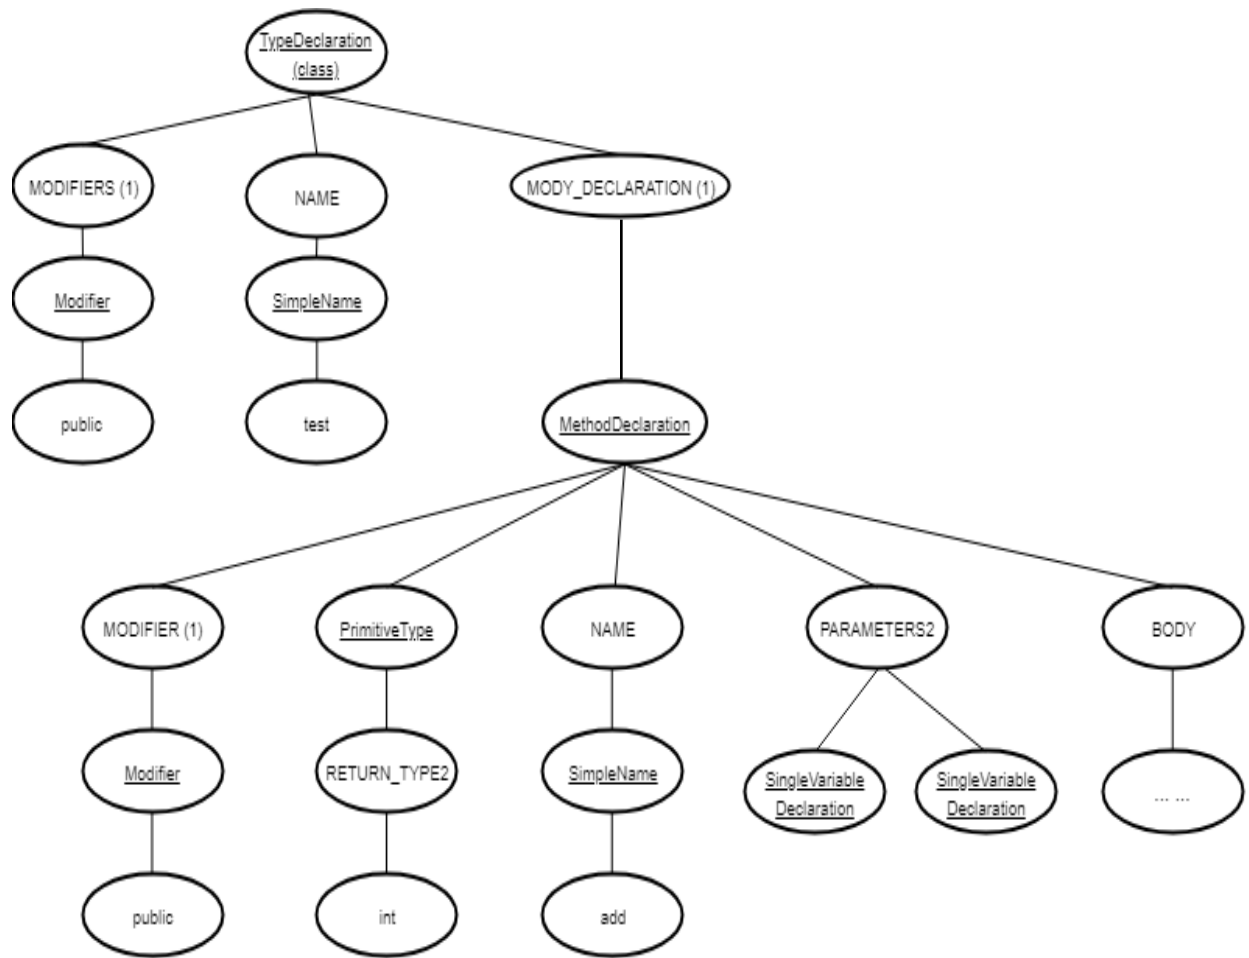 TypeDeclaration
(class)
MODIFIERS (1)
NAME
MODY_DECLARATION (1)
Modifier
SimpleName
public
test
MethodDeclaration
MODIFIER (1)
PrimitiveType
NAME
PARAMETERS2
BODY
Modifier
RETURN_TYPE2
SimpleName
SingleVariable
Declaration
SingleVariable
Declaration
... ...
public
int
add